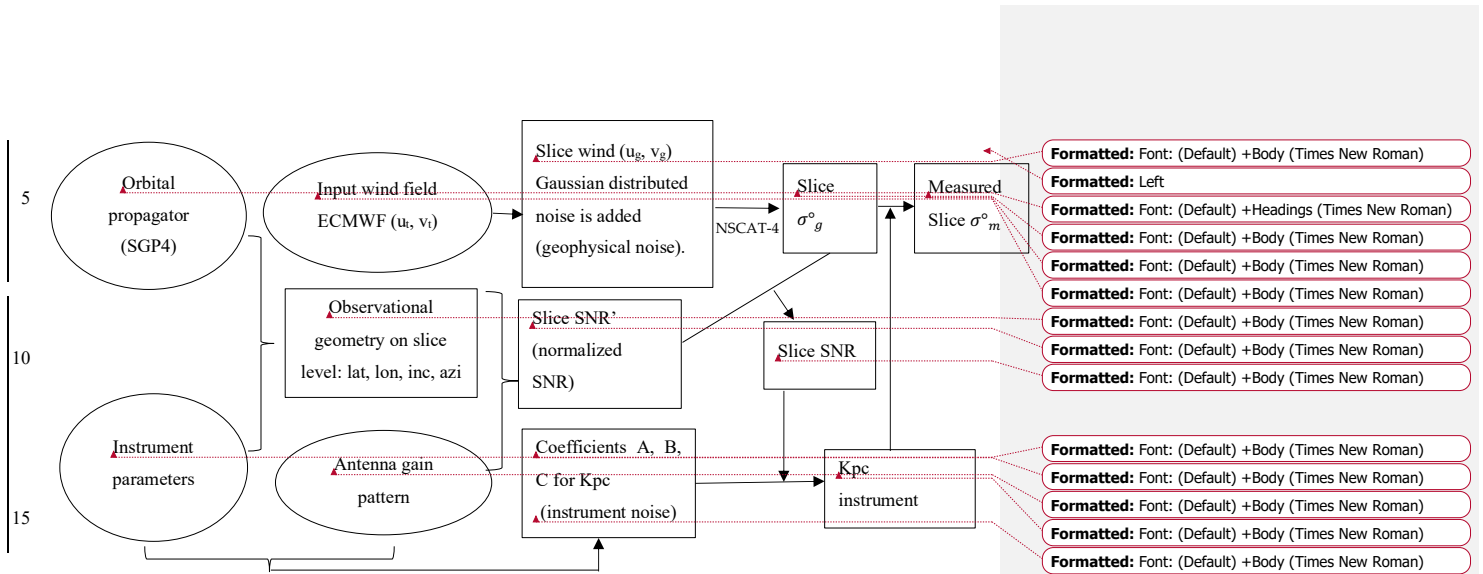 5
10
15
Orbital
propagator
(SGP4)
Input wind field
ECMWF (uₜ, vₜ)
Slice wind (u_g, v_g)
Gaussian distributed
noise is added
(geophysical noise).
NSCAT-4
Slice
σ°_g
Measured
Slice σ°_m
Observational
geometry on slice
level: lat, lon, inc, azi
Slice SNR’
(normalized
SNR)
Slice SNR
Instrument
parameters
Antenna gain
pattern
Coefficients A, B,
C for Kpc
(instrument noise)
Kpc
instrument
Formatted: Font: (Default) +Body (Times New Roman)
Formatted: Left
Formatted: Font: (Default) +Headings (Times New Roman)
Formatted: Font: (Default) +Body (Times New Roman)
Formatted: Font: (Default) +Body (Times New Roman)
Formatted: Font: (Default) +Body (Times New Roman)
Formatted: Font: (Default) +Body (Times New Roman)
Formatted: Font: (Default) +Body (Times New Roman)
Formatted: Font: (Default) +Body (Times New Roman)
Formatted: Font: (Default) +Body (Times New Roman)
Formatted: Font: (Default) +Body (Times New Roman)
Formatted: Font: (Default) +Body (Times New Roman)
Formatted: Font: (Default) +Body (Times New Roman)
Formatted: Font: (Default) +Body (Times New Roman)